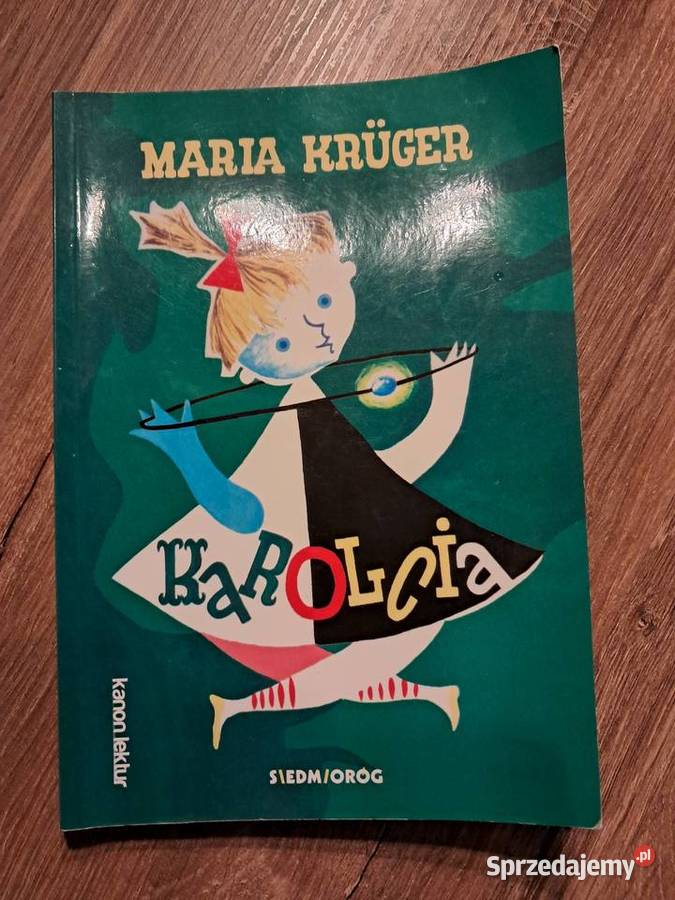 MARIA KRÜGER
KAROLCia
kanon lektur
SIEDMIORÓG
Sprzedajemy.pl